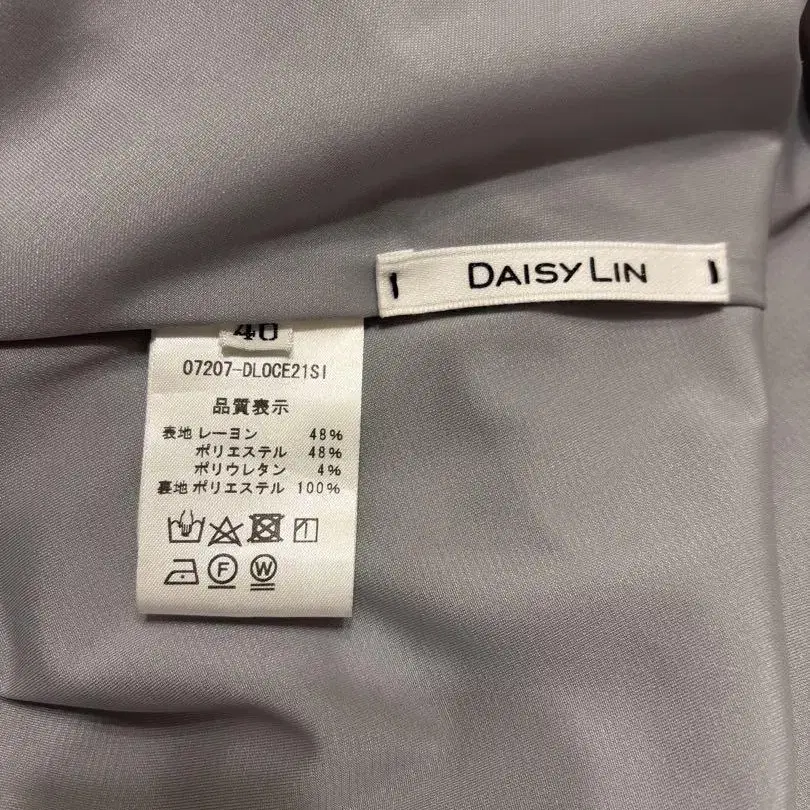 DAISY LIN
40
07207-DLOCE21SI
品質表示
表地 レーヨン 48%
ポリエステル 48%
ポリウレタン 4%
裏地 ポリエステル 100%
F W